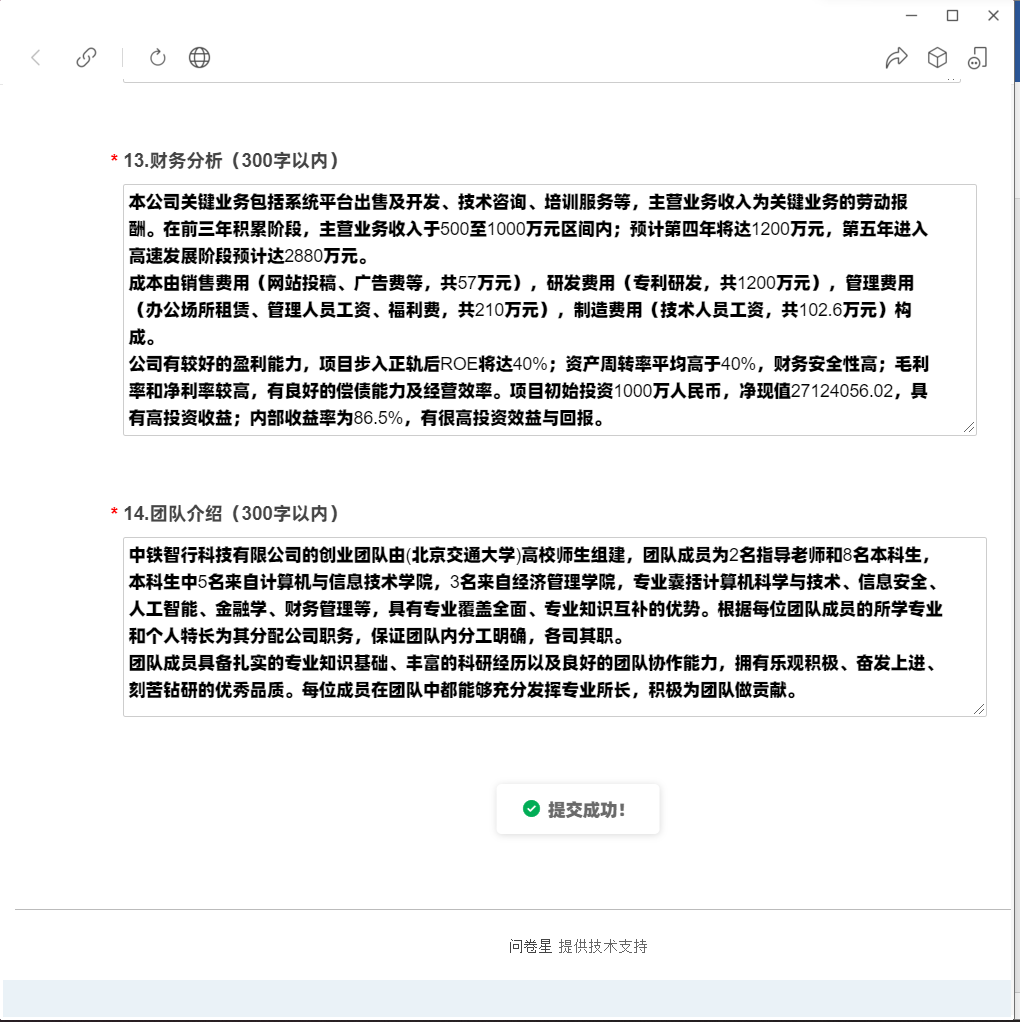 * 13.财务分析（300字以内）
本公司关键业务包括系统平台出售及开发、技术咨询、培训服务等，主营业务收入为关键业务的劳动报
酬。在前三年积累阶段，主营业务收入于500至1000万元区间内；预计第四年将达1200万元，第五年进入
高速发展阶段预计达2880万元。
成本由销售费用（网站投稿、广告费等，共57万元），研发费用（专利研发，共1200万元），管理费用
（办公场所租赁、管理人员工资、福利费，共210万元），制造费用（技术人员工资，共102.6万元）构
成。
公司有较好的盈利能力，项目步入正轨后ROE将达40%；资产周转率平均高于40%，财务安全性高；毛利
率和净利率较高，有良好的偿债能力及经营效率。项目初始投资1000万人民币，净现值27124056.02，具
有高投资收益；内部收益率为86.5%，有很高投资效益与回报。
* 14.团队介绍（300字以内）
中铁智行科技有限公司的创业团队由(北京交通大学)高校师生组建，团队成员为2名指导老师和8名本科生，
本科生中5名来自计算机与信息技术学院，3名来自经济管理学院，专业囊括计算机科学与技术、信息安全、
人工智能、金融学、财务管理等，具有专业覆盖全面、专业知识互补的优势。根据每位团队成员的所学专业
和个人特长为其分配公司职务，保证团队内分工明确，各司其职。
团队成员具备扎实的专业知识基础、丰富的科研经历以及良好的团队协作能力，拥有乐观积极、奋发上进、
刻苦钻研的优秀品质。每位成员在团队中都能够充分发挥专业所长，积极为团队做贡献。
提交成功！
问卷星 提供技术支持